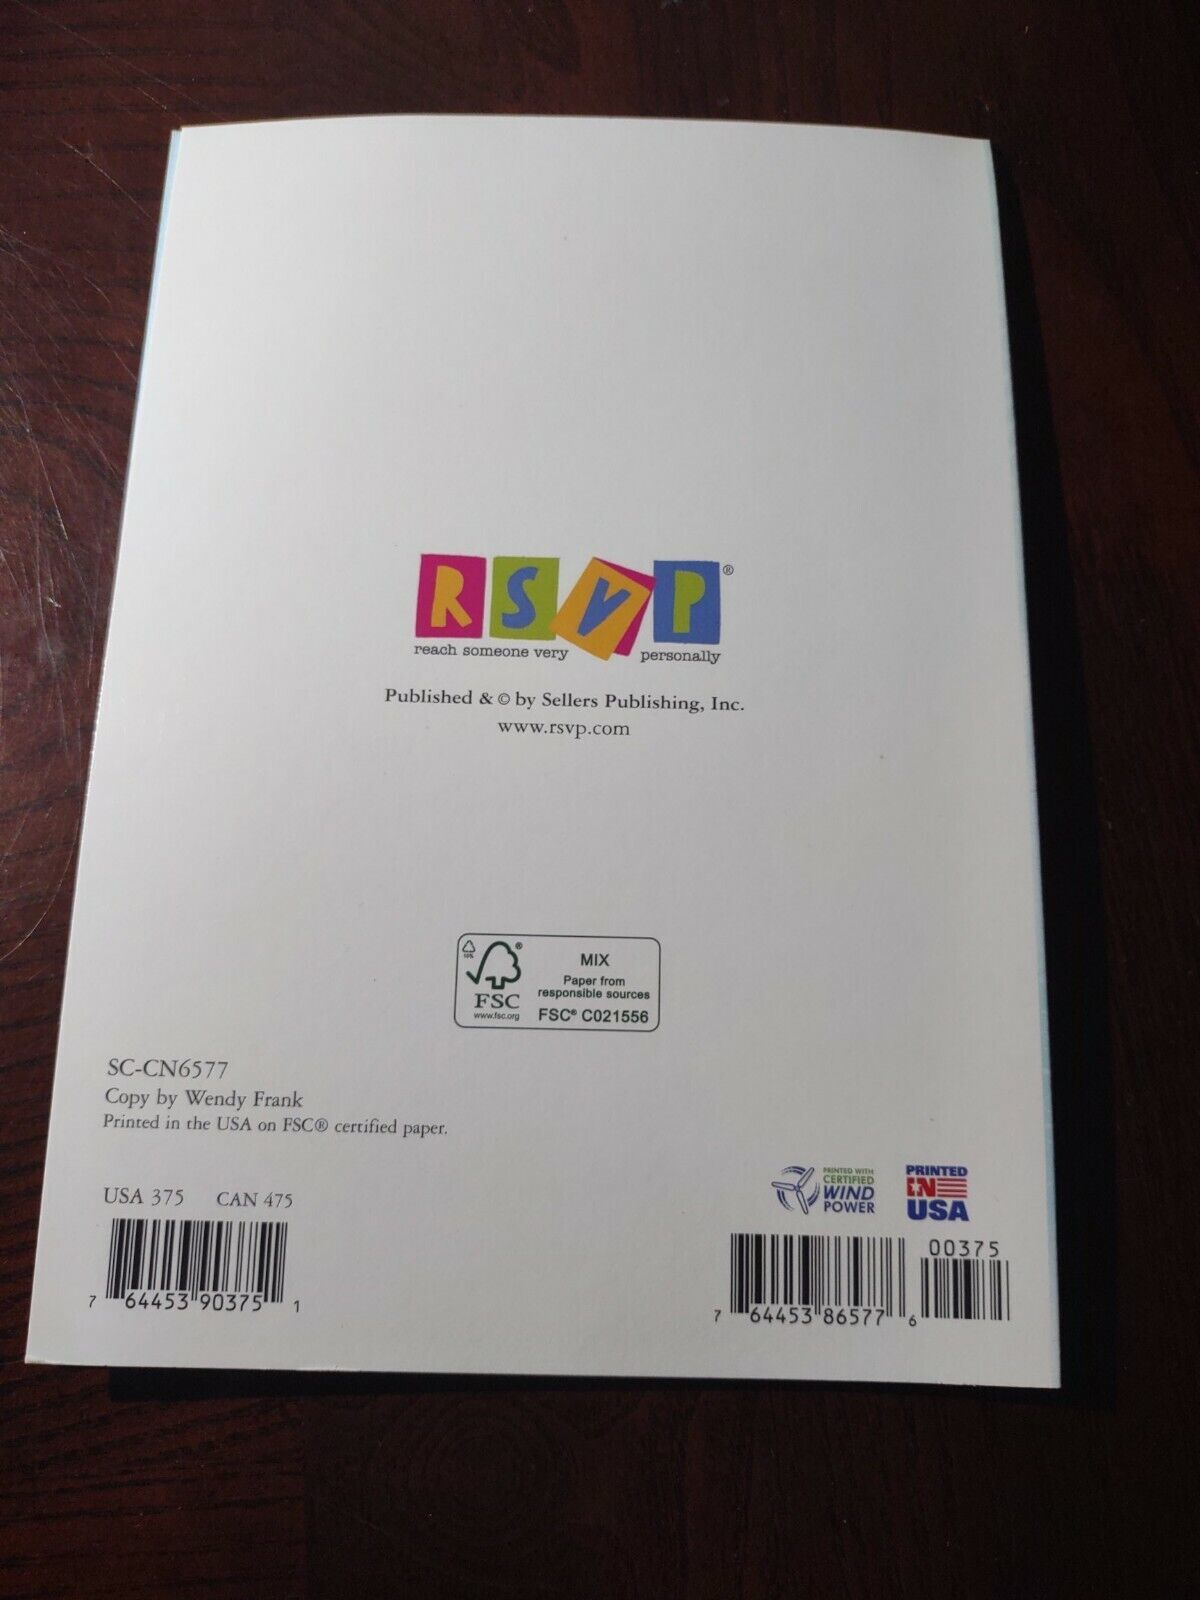 RSVP®
reach someone very personally
Published & © by Sellers Publishing, Inc.
www.rsvp.com
10%
®
FSC
www.fsc.org
MIX
Paper from
responsible sources
FSC® C021556
SC-CN6577
Copy by Wendy Frank
Printed in the USA on FSC® certified paper.
USA 375 CAN 475
7 64453 90375 1
PRINTED WITH
CERTIFIED
WIND
POWER
PRINTED
IN
USA
00375
7 64453 86577 6